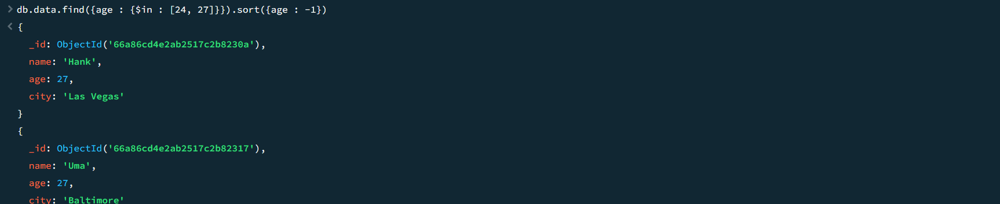 > db.data.find({age : {$in : [24, 27]}}).sort({age : -1})
< {
_id: ObjectId('66a86cd4e2ab2517c2b8230a'),
name: 'Hank',
age: 27,
city: 'Las Vegas'
}
{
_id: ObjectId('66a86cd4e2ab2517c2b82317'),
name: 'Uma',
age: 27,
city: 'Baltimore'